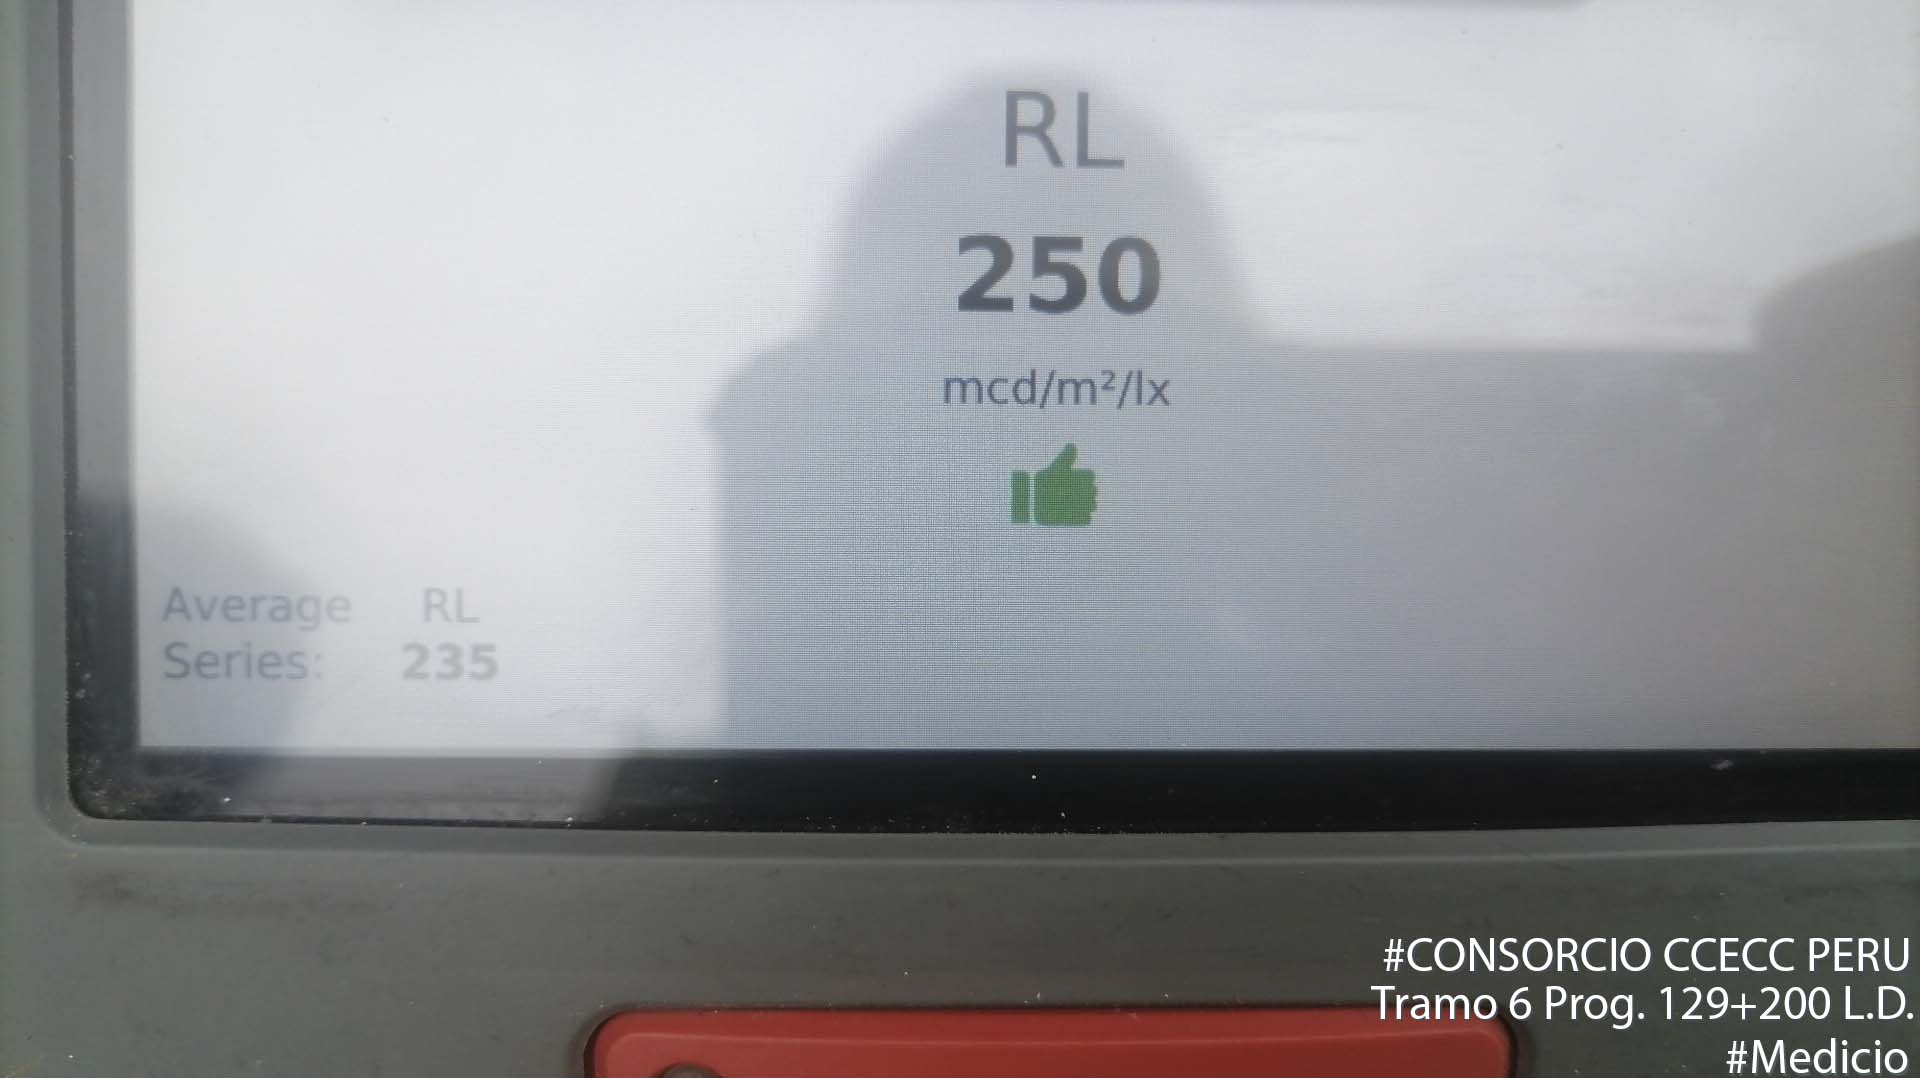 RL
250
mcd/m²/lx
Average RL
Series: 235
#CONSORCIO CCECC PERU
Tramo 6 Prog. 129+200 L.D.
#Medicio